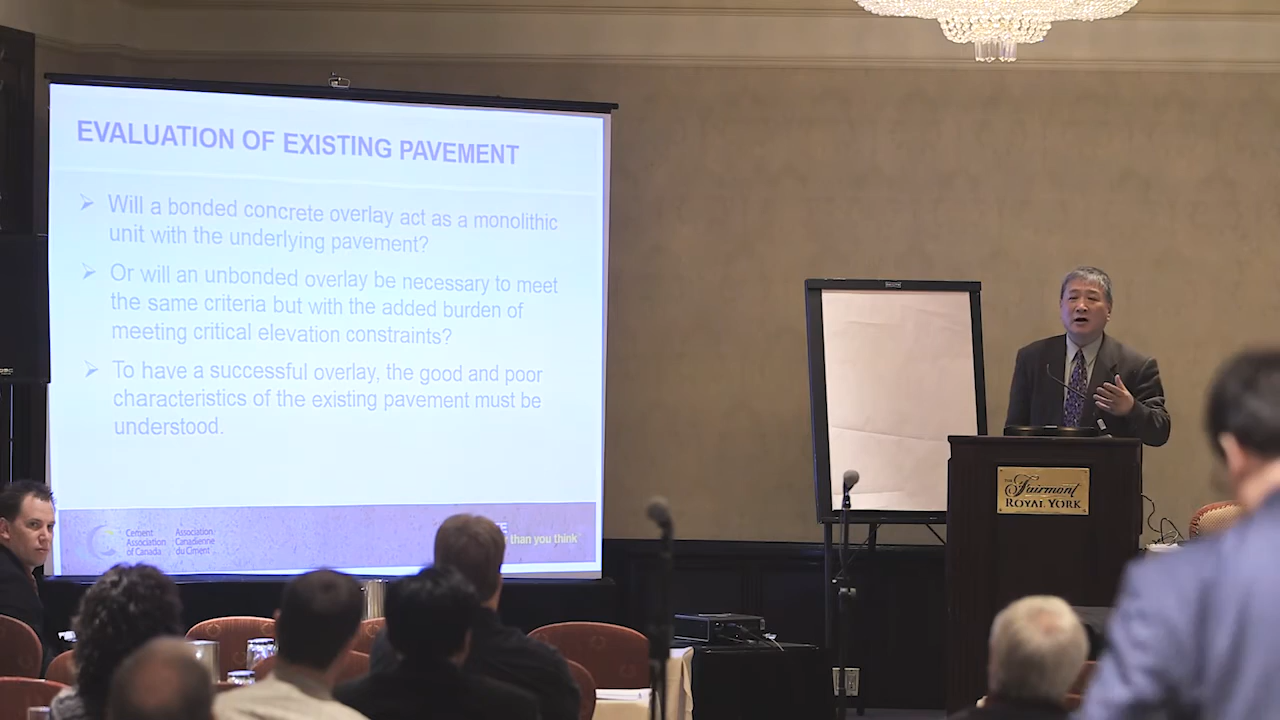 EVALUATION OF EXISTING PAVEMENT
Will a bonded concrete overlay act as a monolithic
unit with the underlying pavement?
Or will an unbonded overlay be necessary to meet
the same criteria but with the added burden of
meeting critical elevation constraints?
To have a successful overlay, the good and poor
characteristics of the existing pavement must be
understood.
Cement
Association
of Canada
Association
Canadienne
du Ciment
than you think
THE
Fairmont
ROYAL YORK